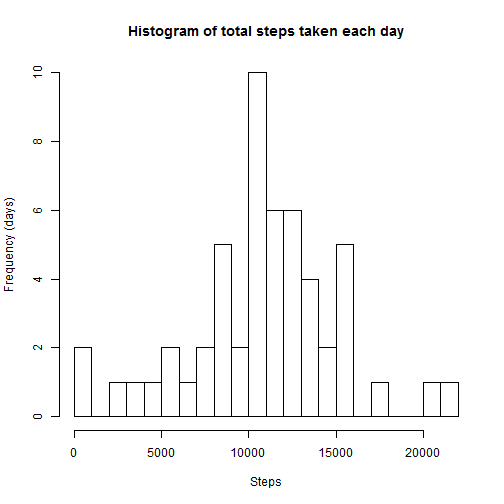 Histogram of total steps taken each day
10
8
6
4
2
0
Frequency (days)
0 5000 10000 15000 20000
Steps